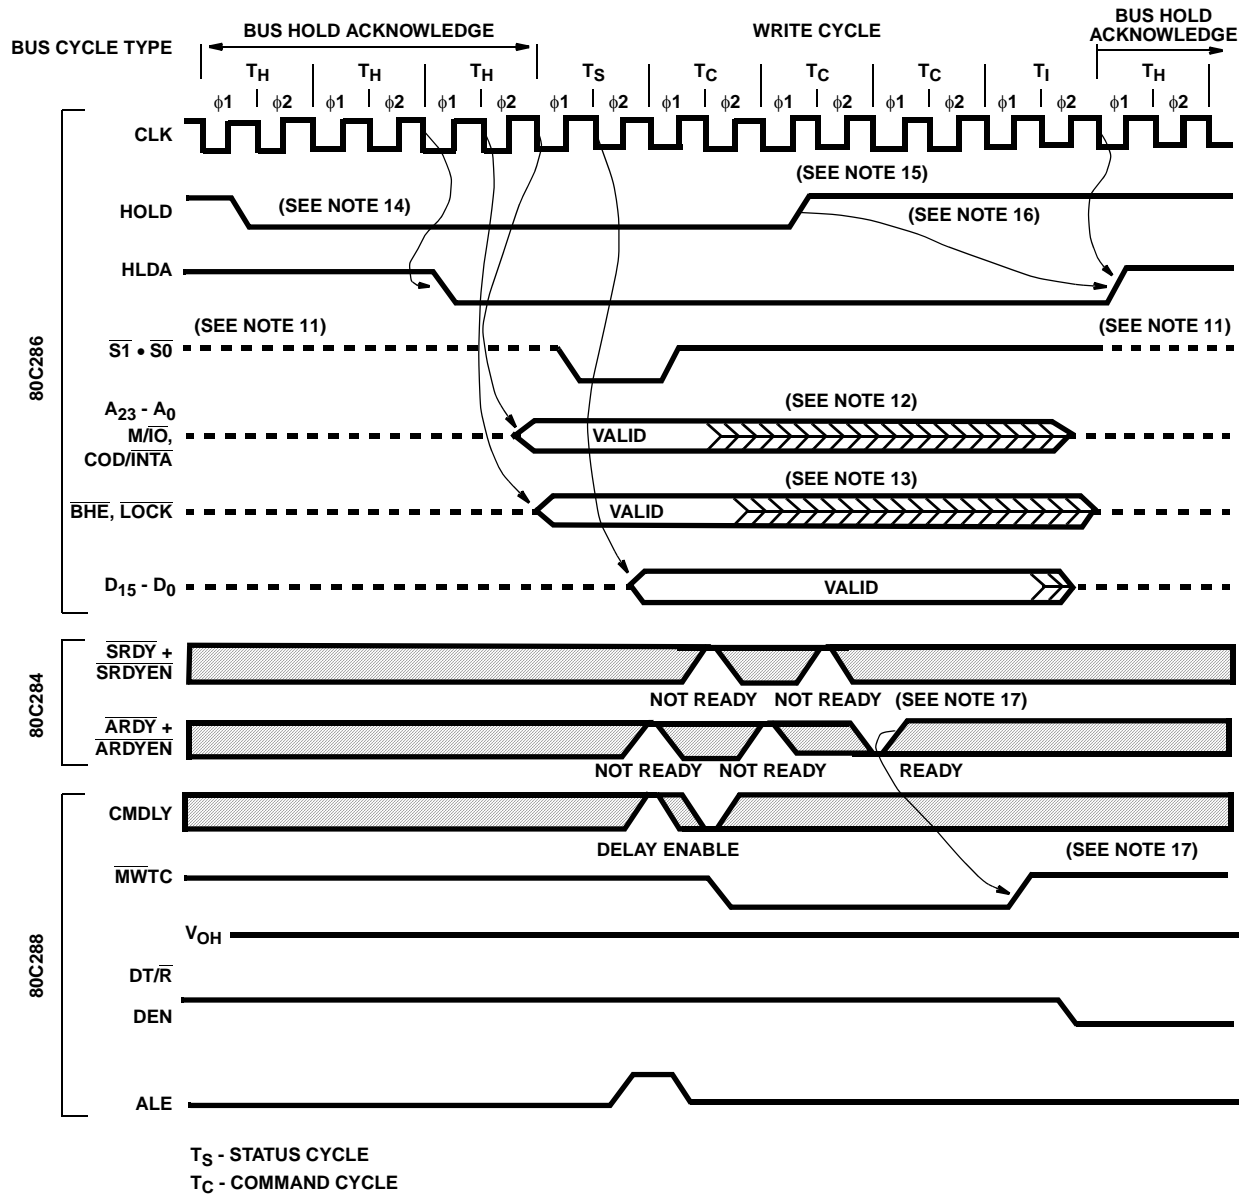 BUS CYCLE TYPE
BUS HOLD ACKNOWLEDGE
WRITE CYCLE
BUS HOLD
ACKNOWLEDGE
TH TH TH TS TC TC TC TI TH
ϕ1 ϕ2 ϕ1 ϕ2 ϕ1 ϕ2 ϕ1 ϕ2 ϕ1 ϕ2 ϕ1 ϕ2 ϕ1 ϕ2 ϕ1 ϕ2 ϕ1 ϕ2
80C286
CLK
(SEE NOTE 15)
HOLD
(SEE NOTE 14)
(SEE NOTE 16)
HLDA
(SEE NOTE 11)
(SEE NOTE 11)
S1 • S0
A23 - A0
M/IO,
COD/INTA
(SEE NOTE 12)
VALID
(SEE NOTE 13)
BHE, LOCK
VALID
D15 - D0
VALID
80C284
SRDY +
SRDYEN
NOT READY
NOT READY
(SEE NOTE 17)
ARDY +
ARDYEN
NOT READY
NOT READY
READY
80C288
CMDLY
DELAY ENABLE
(SEE NOTE 17)
MWTC
VOH
DT/R
DEN
ALE
TS - STATUS CYCLE
TC - COMMAND CYCLE